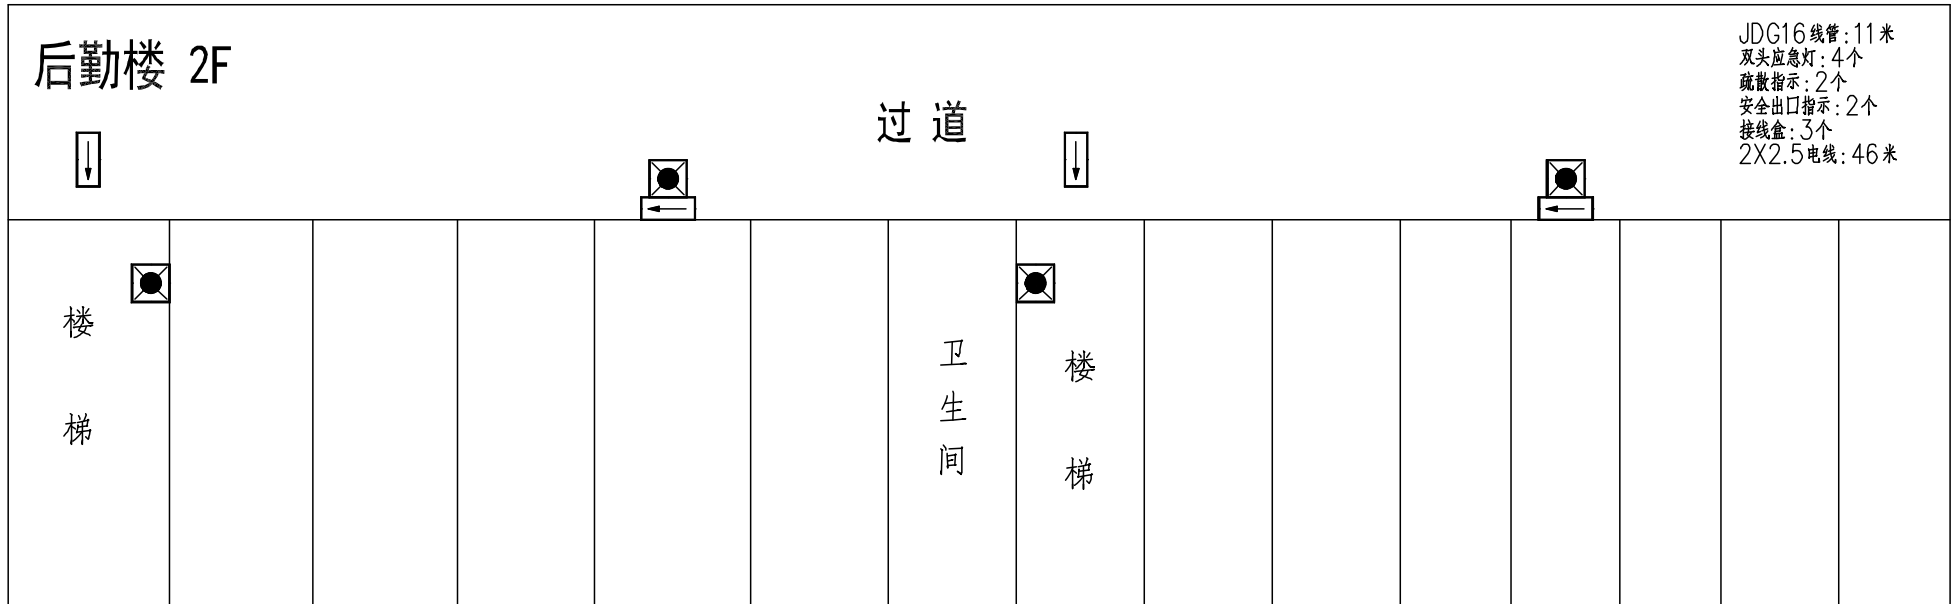 后勤楼 2F
过道
JDG16线管:11米
双头应急灯:4个
疏散指示:2个
安全出口指示:2个
接线盒:3个
2X2.5电线:46米
楼梯
卫生间
楼梯